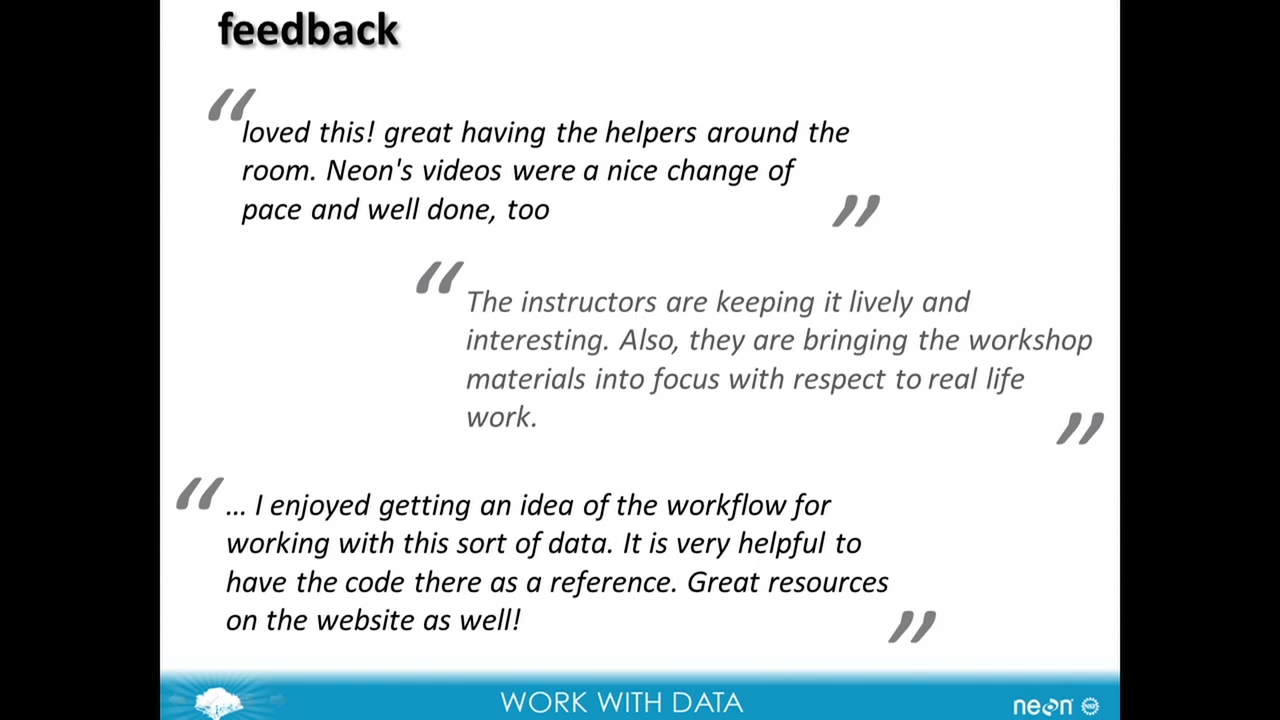 feedback
“loved this! great having the helpers around the
room. Neon's videos were a nice change of
pace and well done, too”
“The instructors are keeping it lively and
interesting. Also, they are bringing the workshop
materials into focus with respect to real life
work.”
“... I enjoyed getting an idea of the workflow for
working with this sort of data. It is very helpful to
have the code there as a reference. Great resources
on the website as well!”
WORK WITH DATA
neon